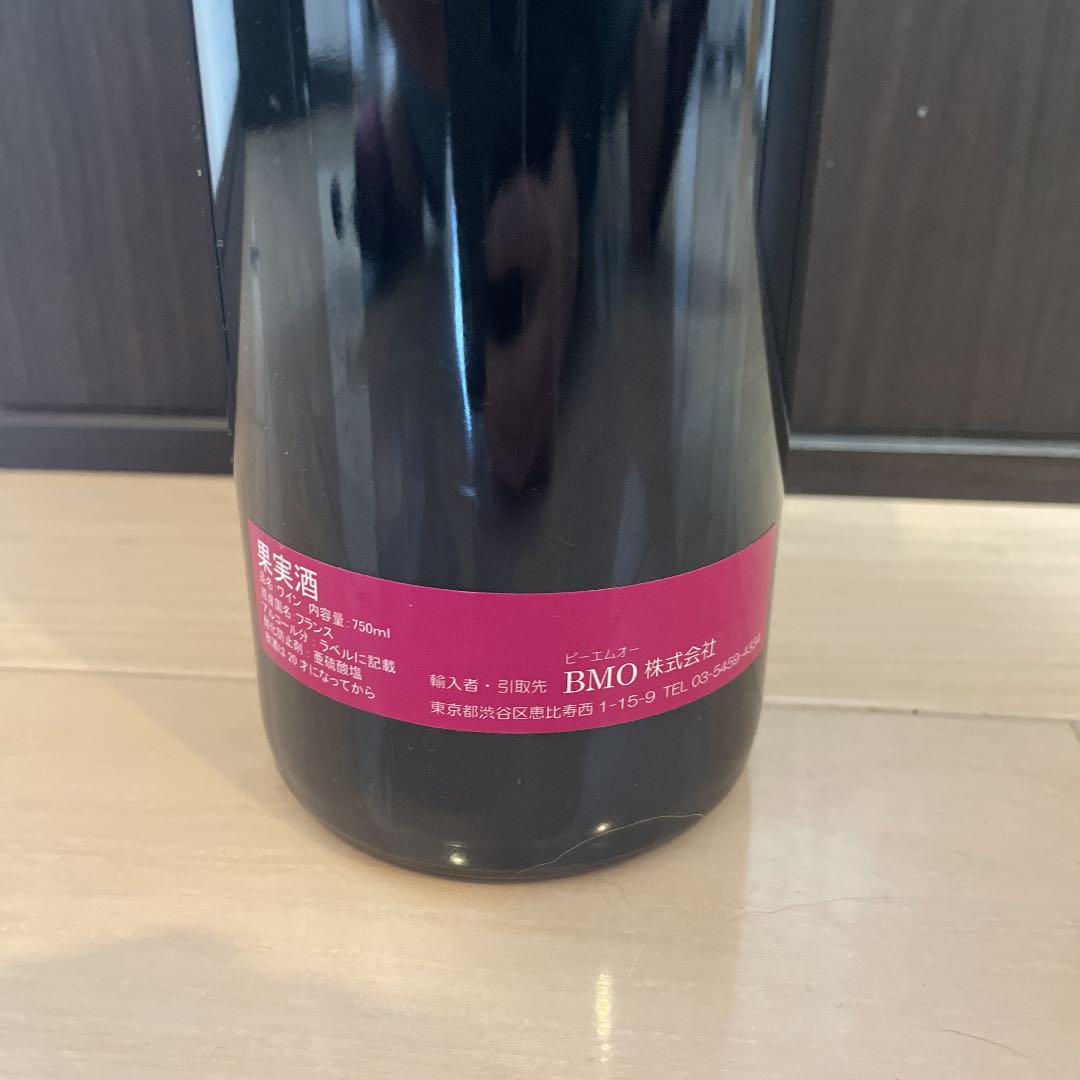 果実酒
品名:ワイン 内容量:750ml
原産国名:フランス
アルコール分:ラベルに記載
酸化防止剤:亜硫酸塩
飲酒は20才になってから
ビーエムオー
輸入者・引取先 BMO 株式会社
東京都渋谷区恵比寿西 1-15-9 TEL 03-5459-4334